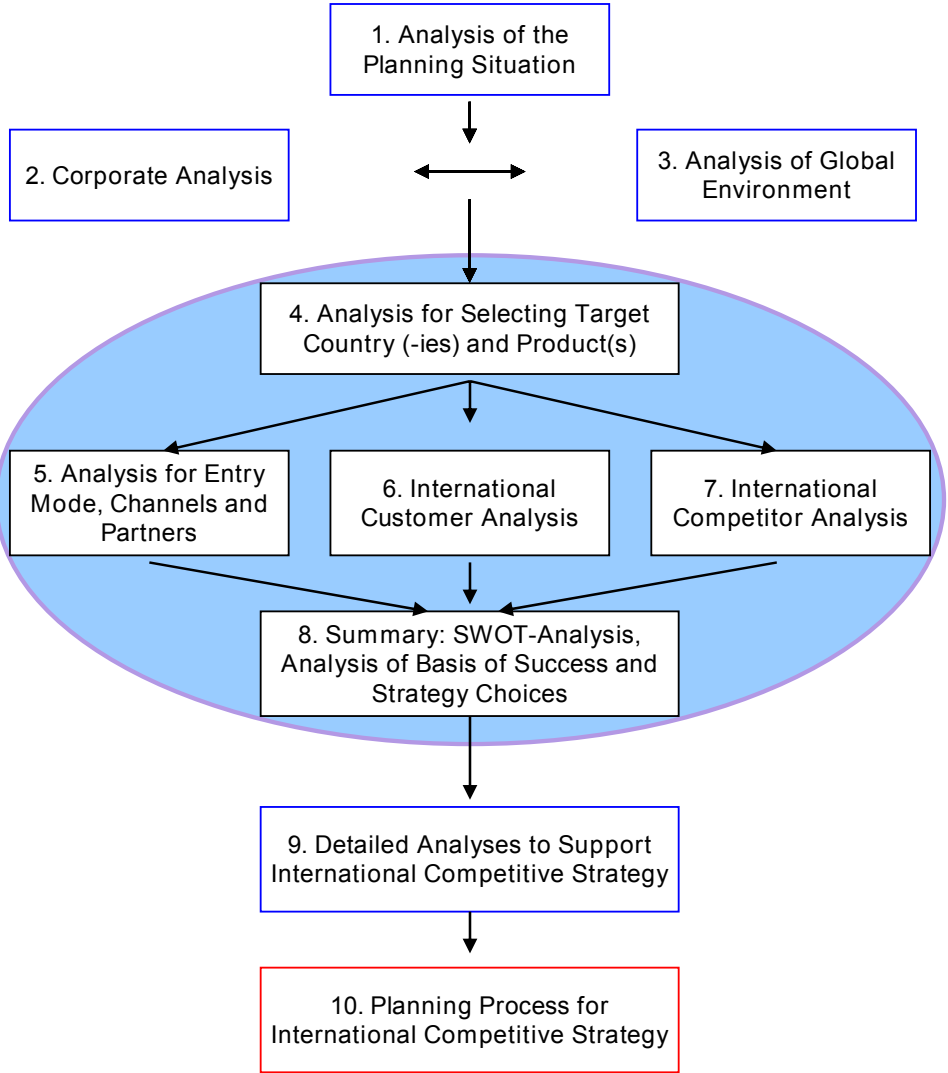 1. Analysis of the
Planning Situation
2. Corporate Analysis
3. Analysis of Global
Environment
4. Analysis for Selecting Target
Country (-ies) and Product(s)
5. Analysis for Entry
Mode, Channels and
Partners
6. International
Customer Analysis
7. International
Competitor Analysis
8. Summary: SWOT-Analysis,
Analysis of Basis of Success and
Strategy Choices
9. Detailed Analyses to Support
International Competitive Strategy
10. Planning Process for
International Competitive Strategy